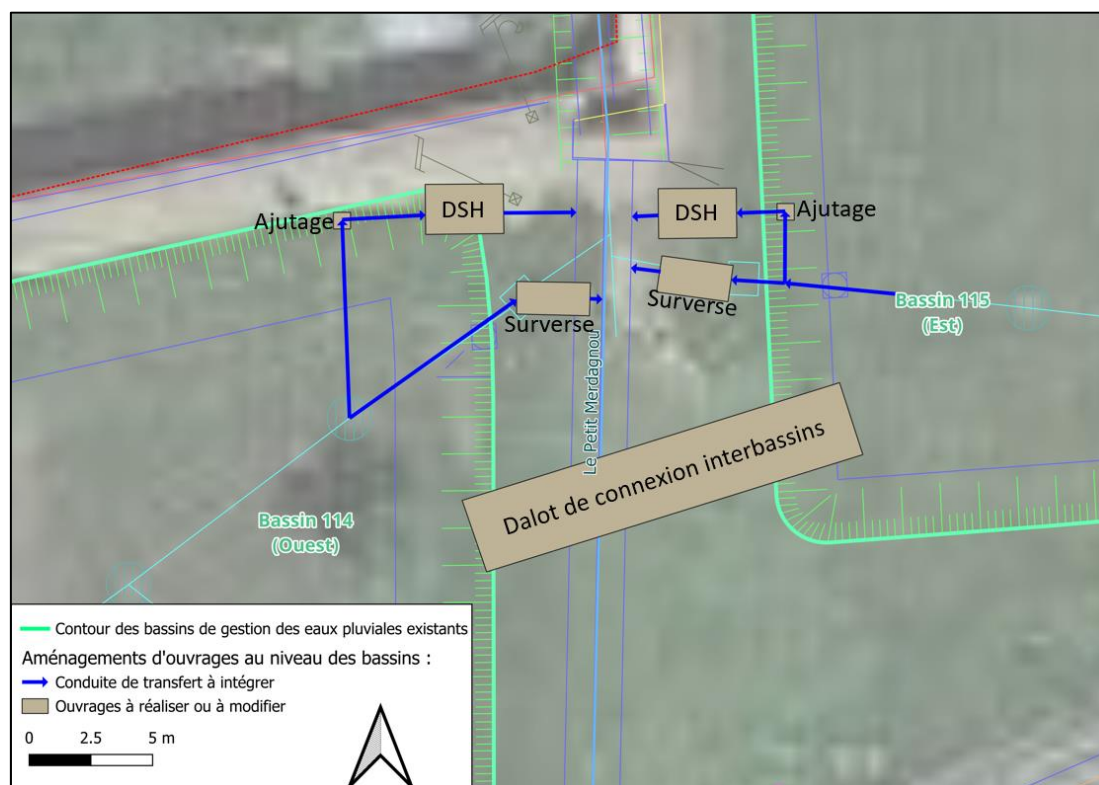 DSH
DSH
Ajutage
Ajutage
Surverse
Surverse
Bassin 115
(Est)
Le Petit Merdagnou
Dalot de connexion interbassins
Bassin 114
(Ouest)
Contour des bassins de gestion des eaux pluviales existants
Aménagements d'ouvrages au niveau des bassins :
Conduite de transfert à intégrer
Ouvrages à réaliser ou à modifier
0 2.5 5 m